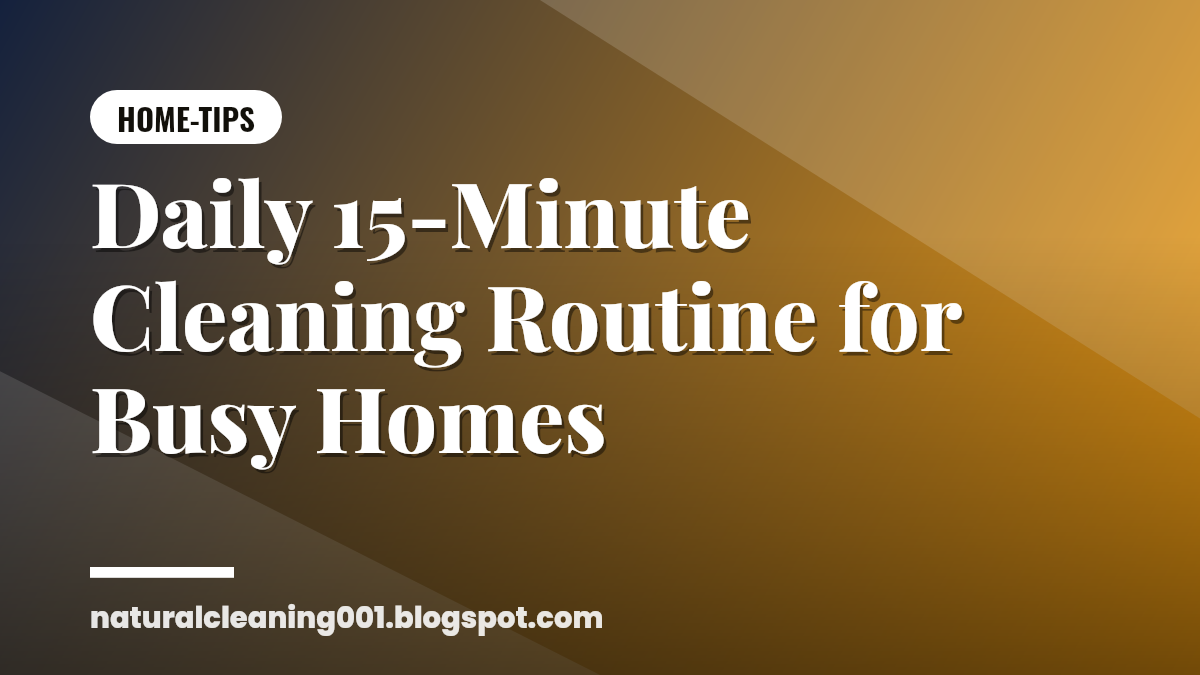 HOME-TIPS
Daily 15-Minute
Cleaning Routine for
Busy Homes
naturalcleaning001.blogspot.com